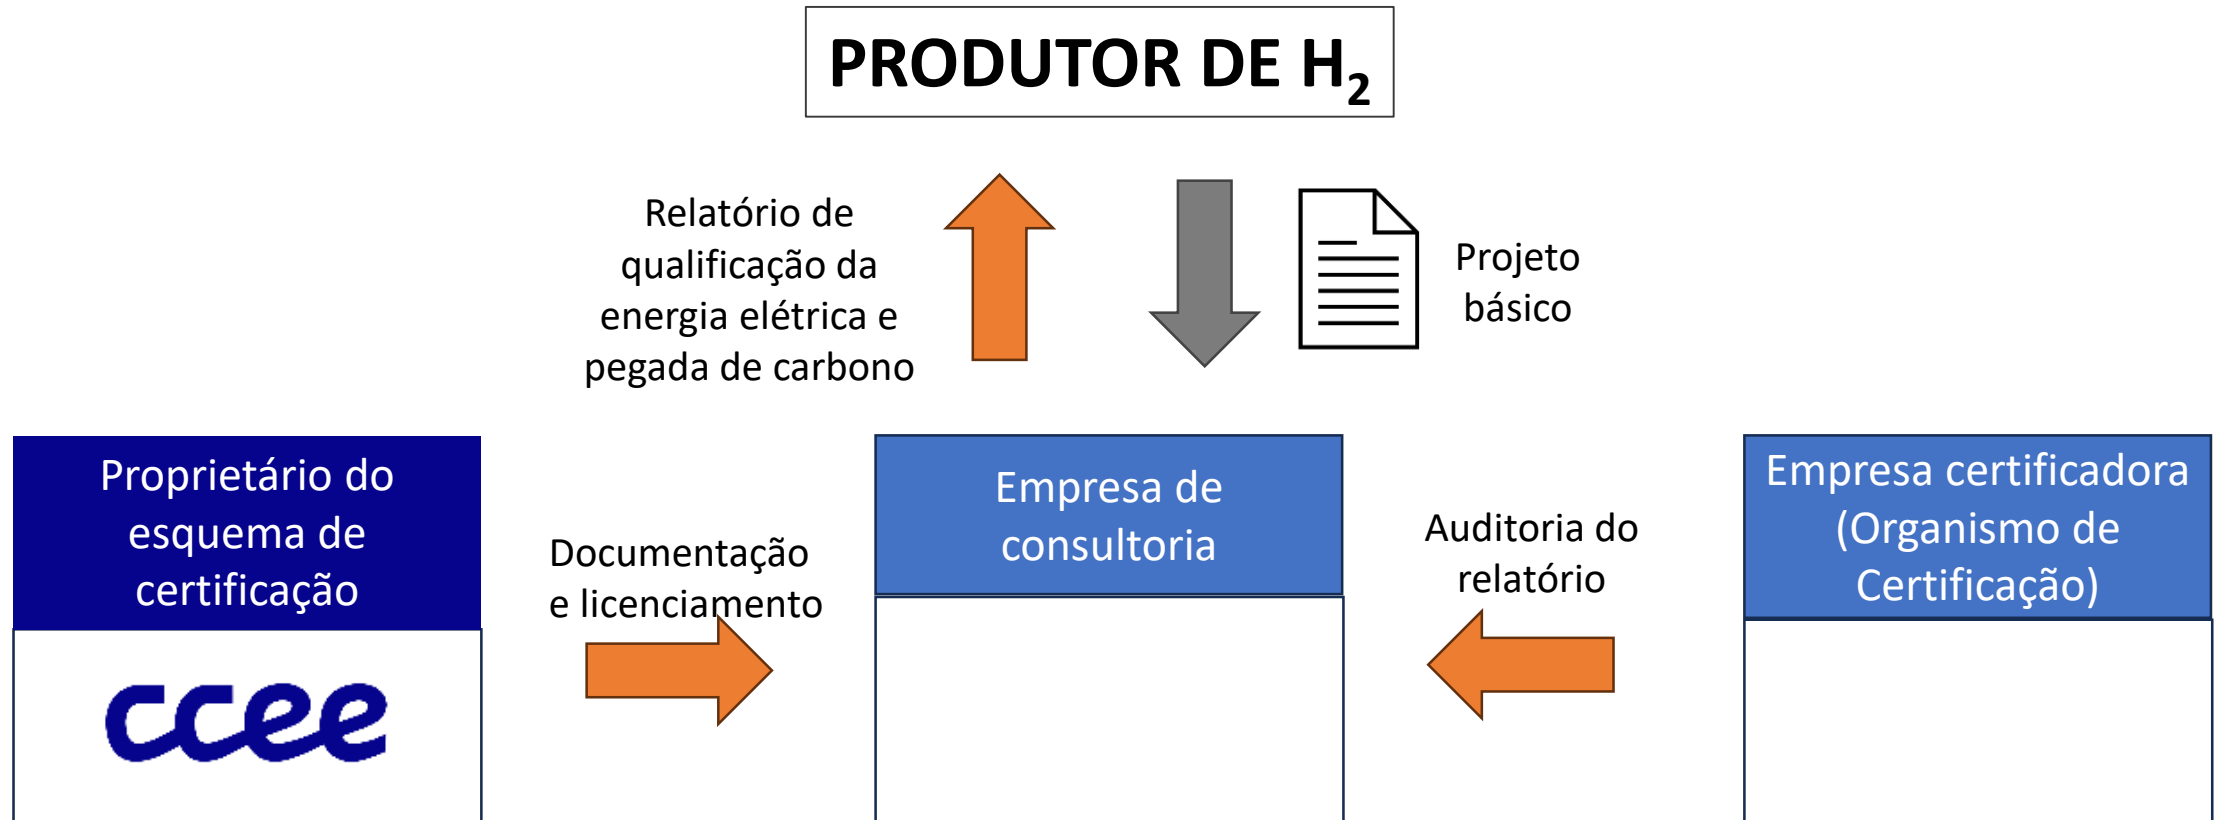 PRODUTOR DE H₂
Relatório de
qualificação da
energia elétrica e
pegada de carbono
Projeto
básico
Proprietário do
esquema de
certificação
ccee
Documentação
e licenciamento
Empresa de
consultoria
Auditoria do
relatório
Empresa certificadora
(Organismo de
Certificação)